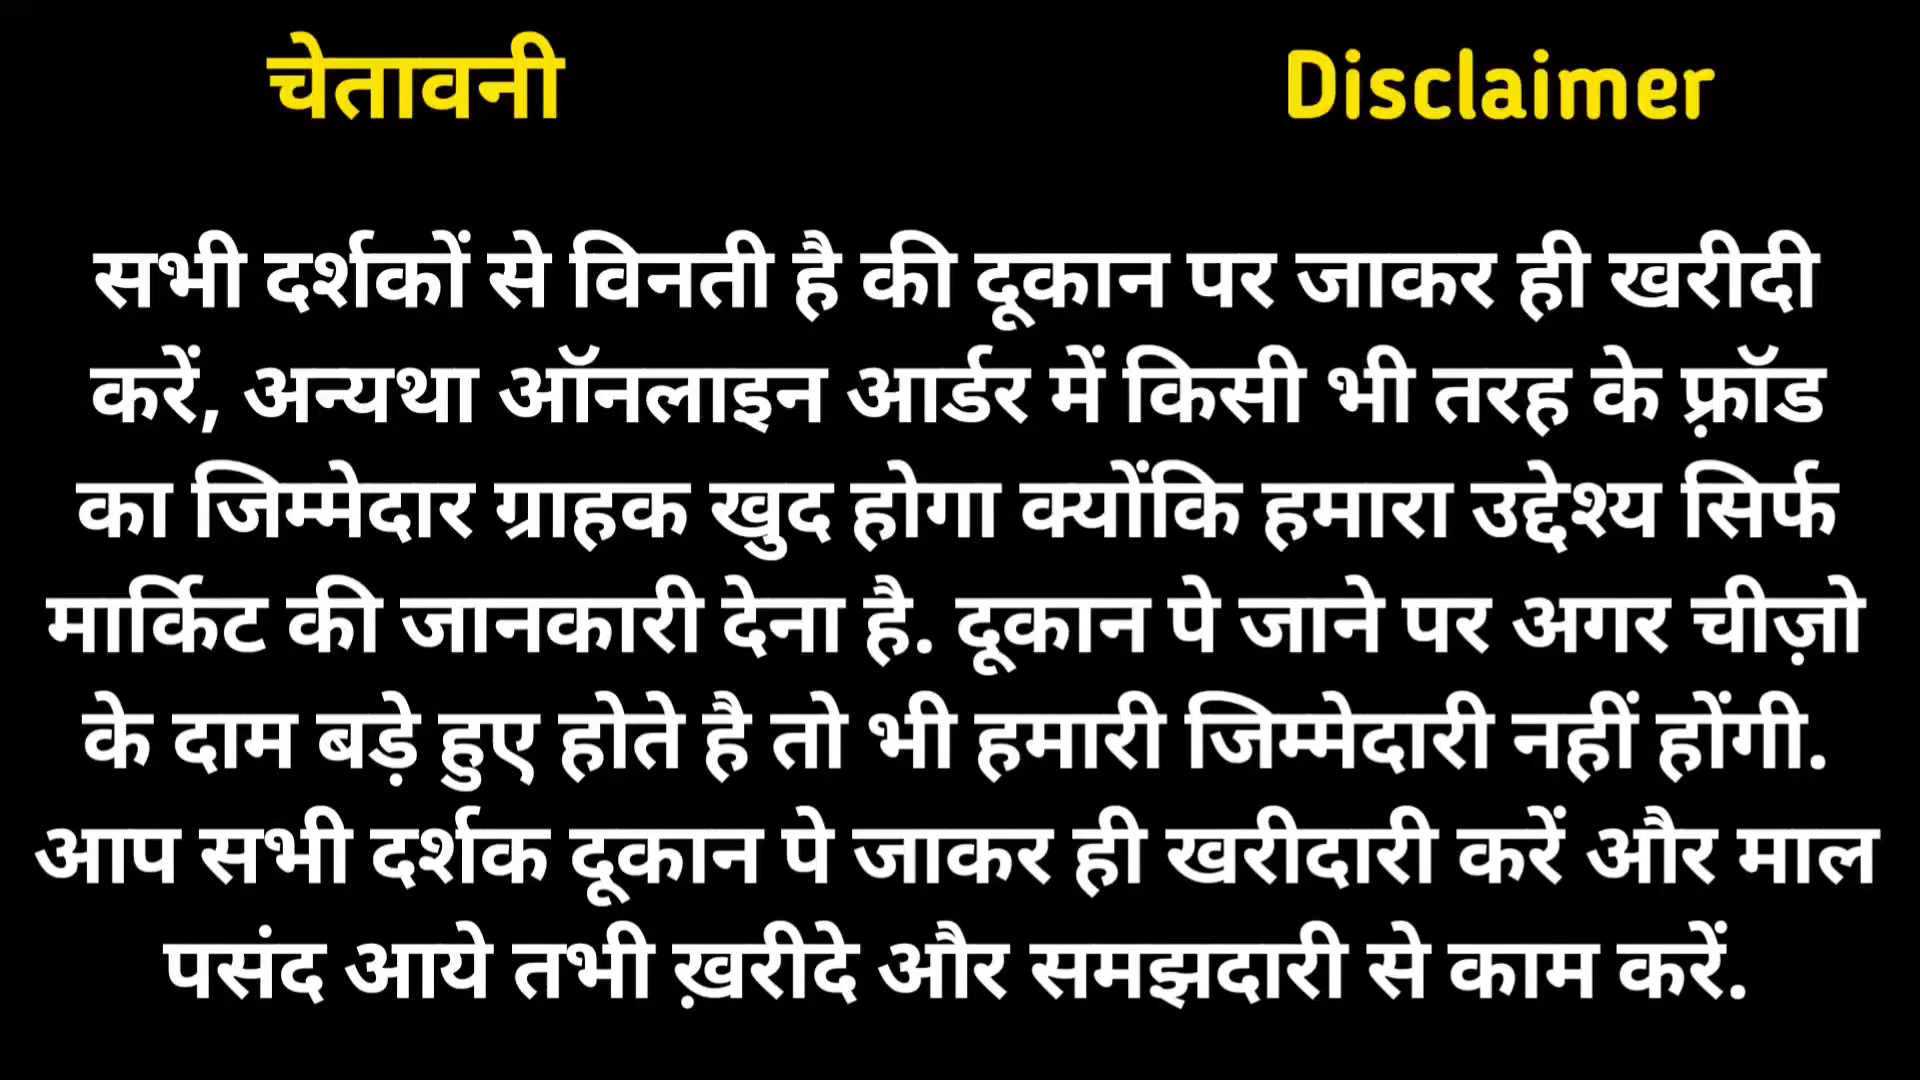 चेतावनी Disclaimer
सभी दर्शकों से विनती है की दूकान पर जाकर ही खरीदी
करें, अन्यथा ऑनलाइन आर्डर में किसी भी तरह के फ़्रॉड
का जिम्मेदार ग्राहक खुद होगा क्योंकि हमारा उद्देश्य सिर्फ
मार्किट की जानकारी देना है. दूकान पे जाने पर अगर चीज़ो
के दाम बड़े हुए होते है तो भी हमारी जिम्मेदारी नहीं होंगी.
आप सभी दर्शक दूकान पे जाकर ही खरीदारी करें और माल
पसंद आये तभी ख़रीदे और समझदारी से काम करें.